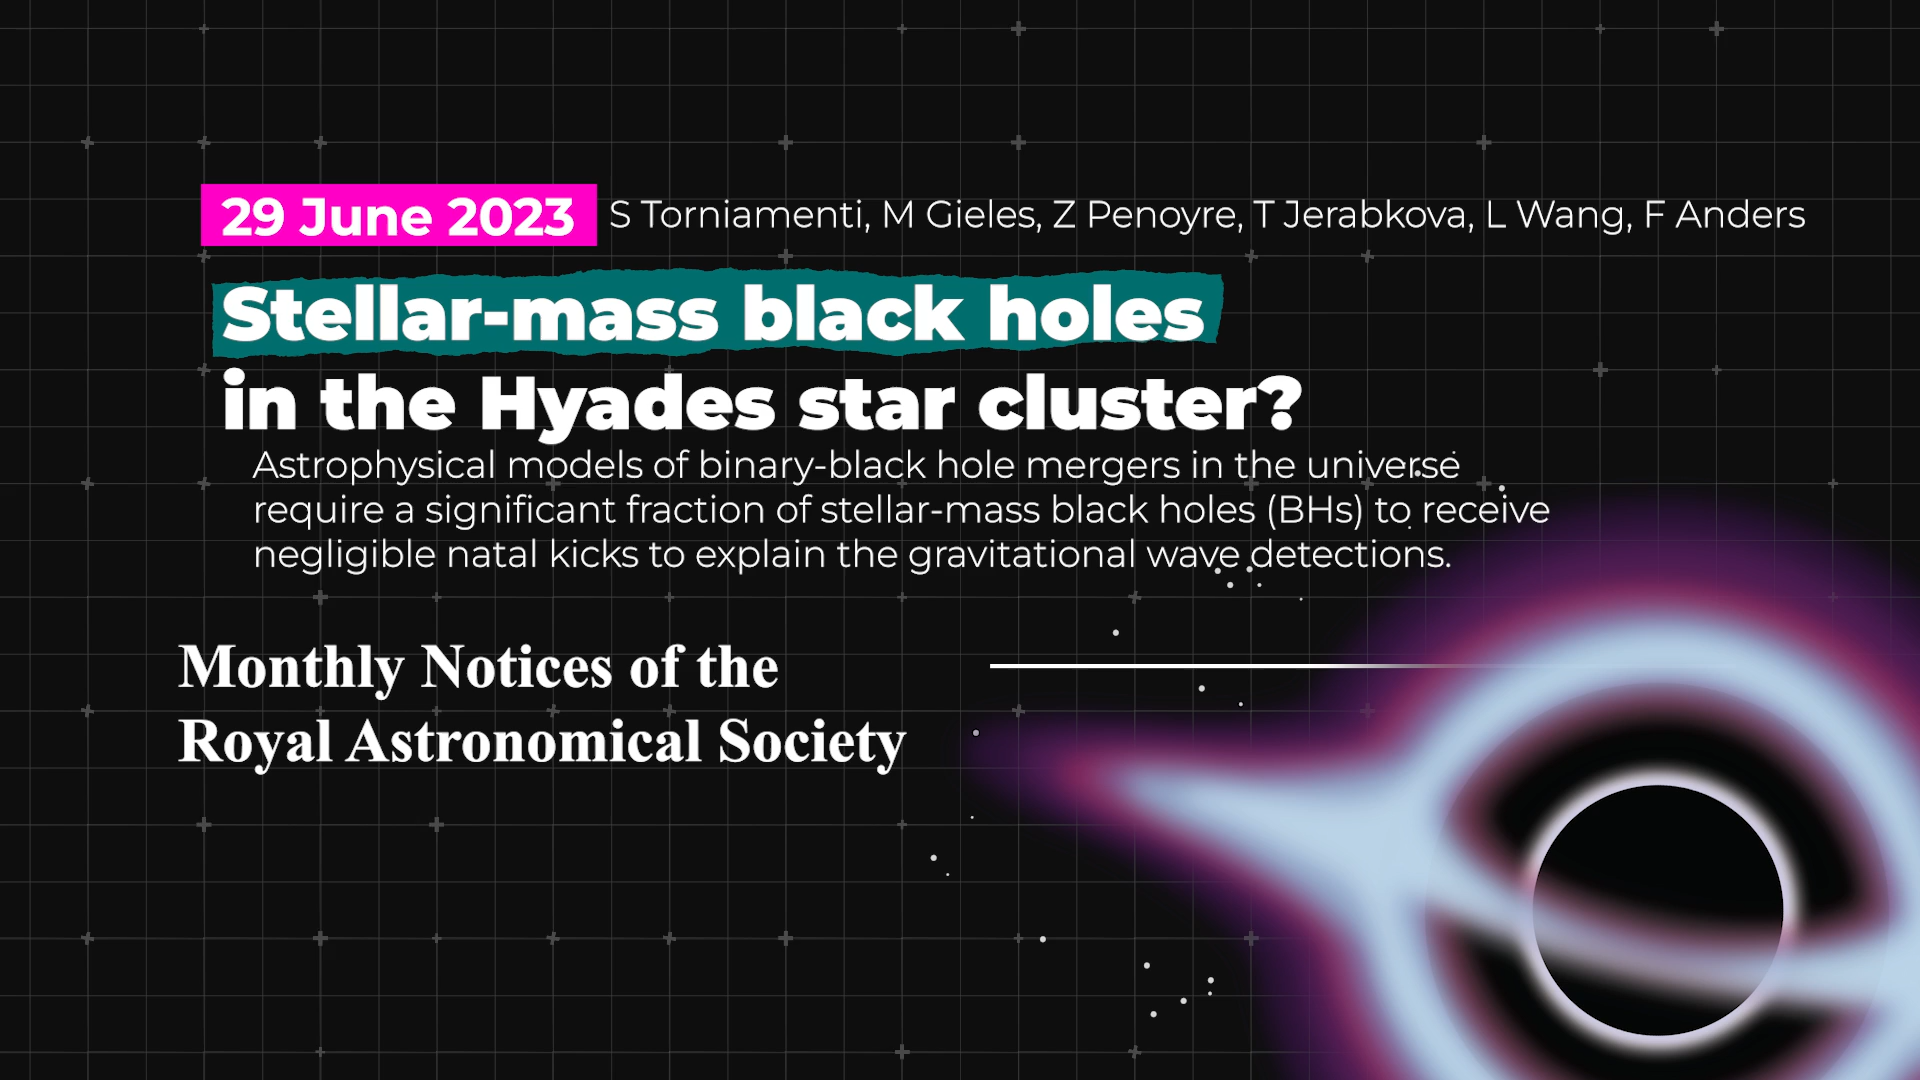 29 June 2023 S Torniamenti, M Gieles, Z Penoyre, T Jerabkova, L Wang, F Anders
Stellar-mass black holes
in the Hyades star cluster?
Astrophysical models of binary-black hole mergers in the universe
require a significant fraction of stellar-mass black holes (BHs) to receive
negligible natal kicks to explain the gravitational wave detections.
Monthly Notices of the
Royal Astronomical Society